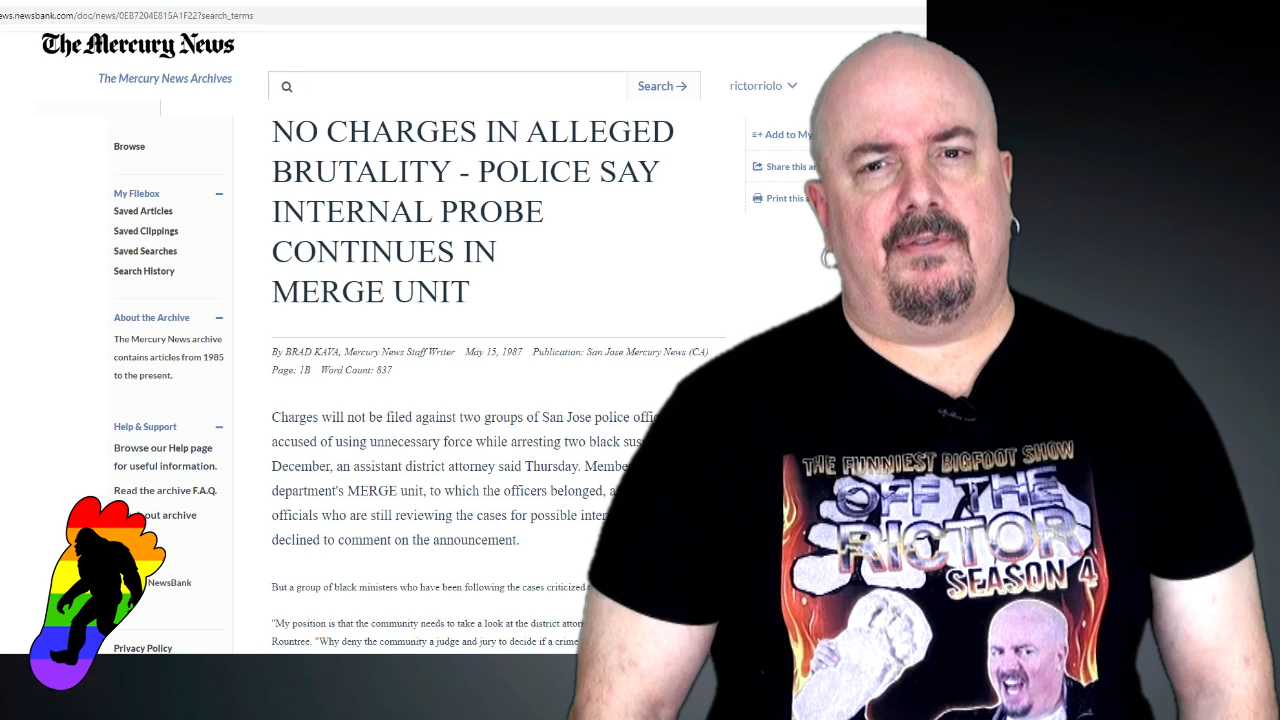 ws.newsbank.com/doc/news/0EB7204E815A1F22?search_terms
The Mercury News
The Mercury News Archives
Search
rictorriolo
Browse
My Filebox
Saved Articles
Saved Clippings
Saved Searches
Search History
About the Archive
The Mercury News archive
contains articles from 1985
to the present.
Help & Support
Browse our Help page
for useful information.
Read the archive F.A.Q.
out archive
NewsBank
Privacy Policy
NO CHARGES IN ALLEGED
BRUTALITY - POLICE SAY
INTERNAL PROBE
CONTINUES IN
MERGE UNIT
By BRAD KAVA, Mercury News Staff Writer May 15, 1987 Publication: San Jose Mercury News (CA)
Page: 1B Word Count: 837
Charges will not be filed against two groups of San Jose police offic
accused of using unnecessary force while arresting two black sus
December, an assistant district attorney said Thursday. Membe
department's MERGE unit, to which the officers belonged, a
officials who are still reviewing the cases for possible inter
declined to comment on the announcement.
But a group of black ministers who have been following the cases criticized
"My position is that the community needs to take a look at the district attor
Rountree. "Why deny the community a judge and jury to decide if a crime
Add to My
Share this ar
Print this a
THE FUNNIEST BIGFOOT SHOW
OFF THE
RICTOR
SEASON 4